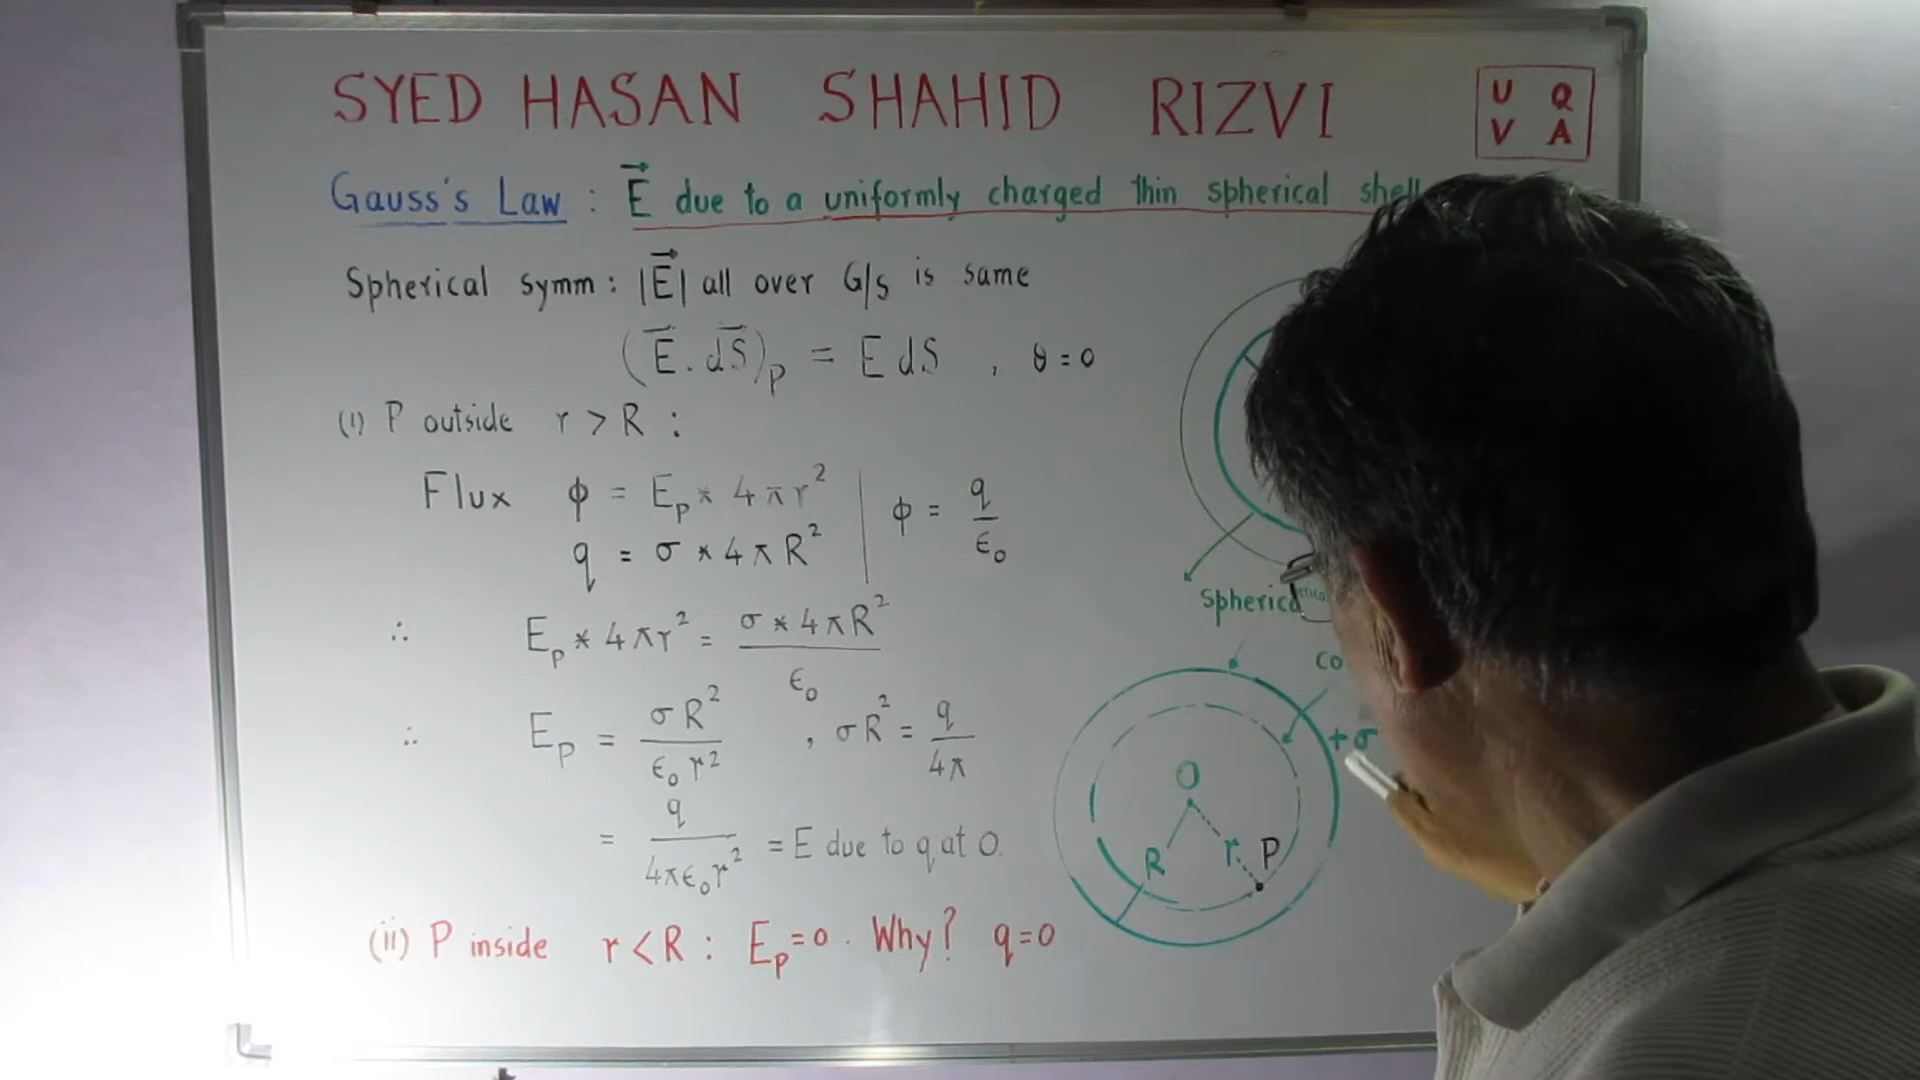 SYED HASAN SHAHID RIZVI
U Q
V A
Gauss's Law : E⃗ due to a uniformly charged thin spherical shell
Spherical symm : |E⃗| all over G/s is same
(E⃗ . dS⃗)ₚ = E dS , θ = 0
(i) P outside r > R :
Flux ϕ = Eₚ * 4πr²
q = σ * 4πR²
ϕ = q/ϵ₀
∴ Eₚ * 4πr² = σ * 4πR² / ϵ₀
∴ Eₚ = σR² / ϵ₀r² , σR² = q / 4π
= q / 4πϵ₀r² = E due to q at O.
(ii) P inside r < R : Eₚ = 0 . Why? q = 0
+σ
O
R r P